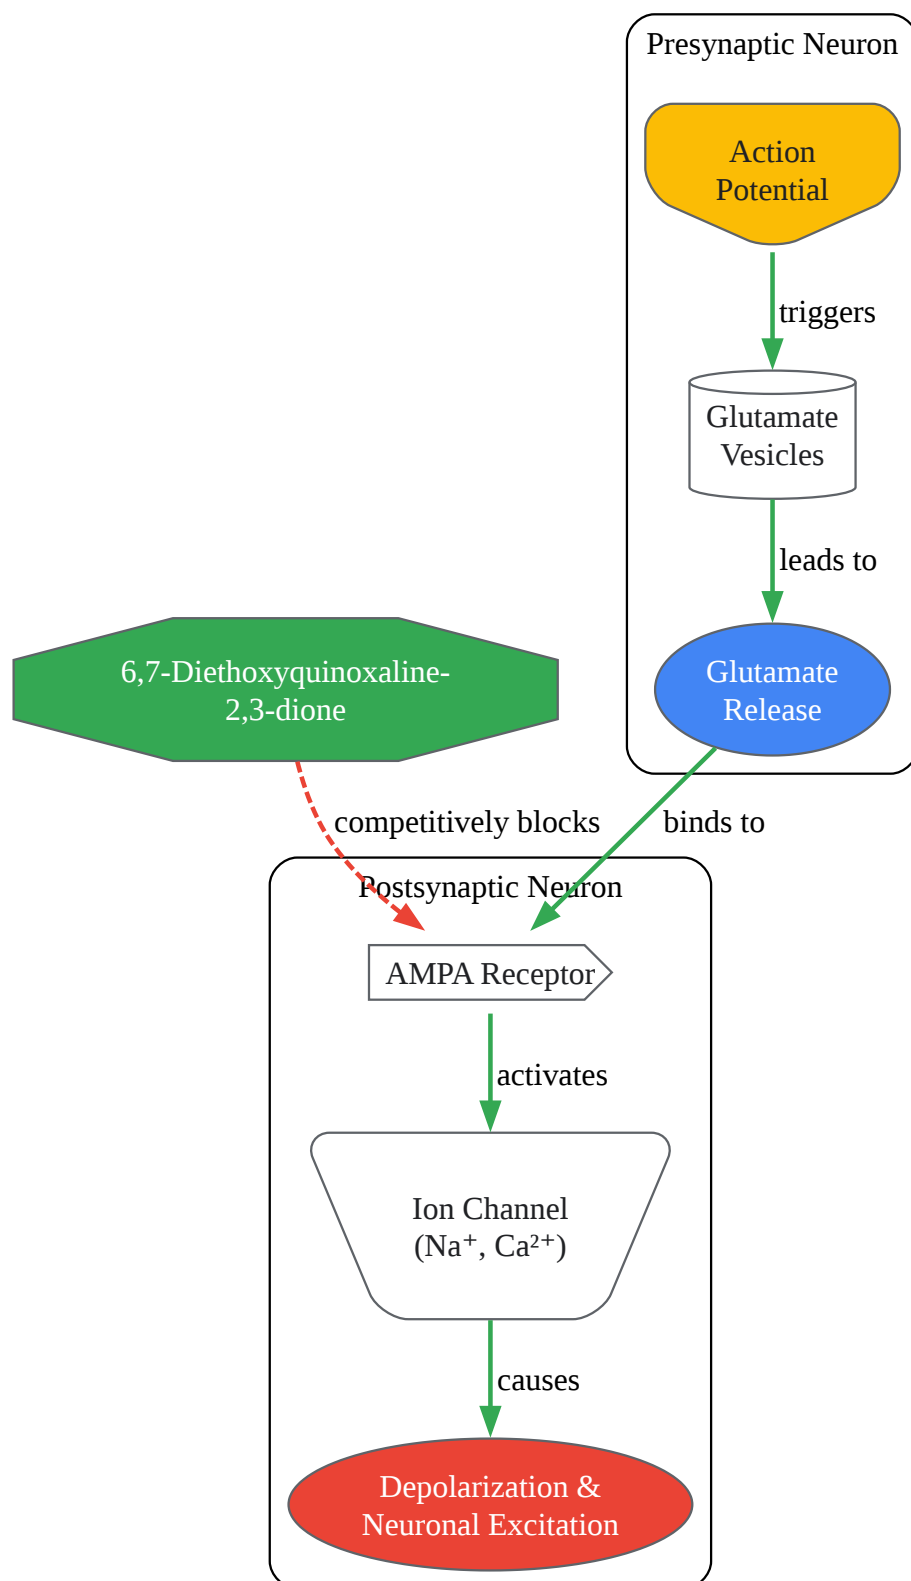 Presynaptic Neuron
Action
Potential
triggers
Glutamate
Vesicles
leads to
6,7-Diethoxyquinoxaline-
2,3-dione
Glutamate
Release
competitively blocks
binds to
Postsynaptic Neuron
AMPA Receptor
activates
Ion Channel
(Na⁺, Ca²⁺)
causes
Depolarization &
Neuronal Excitation